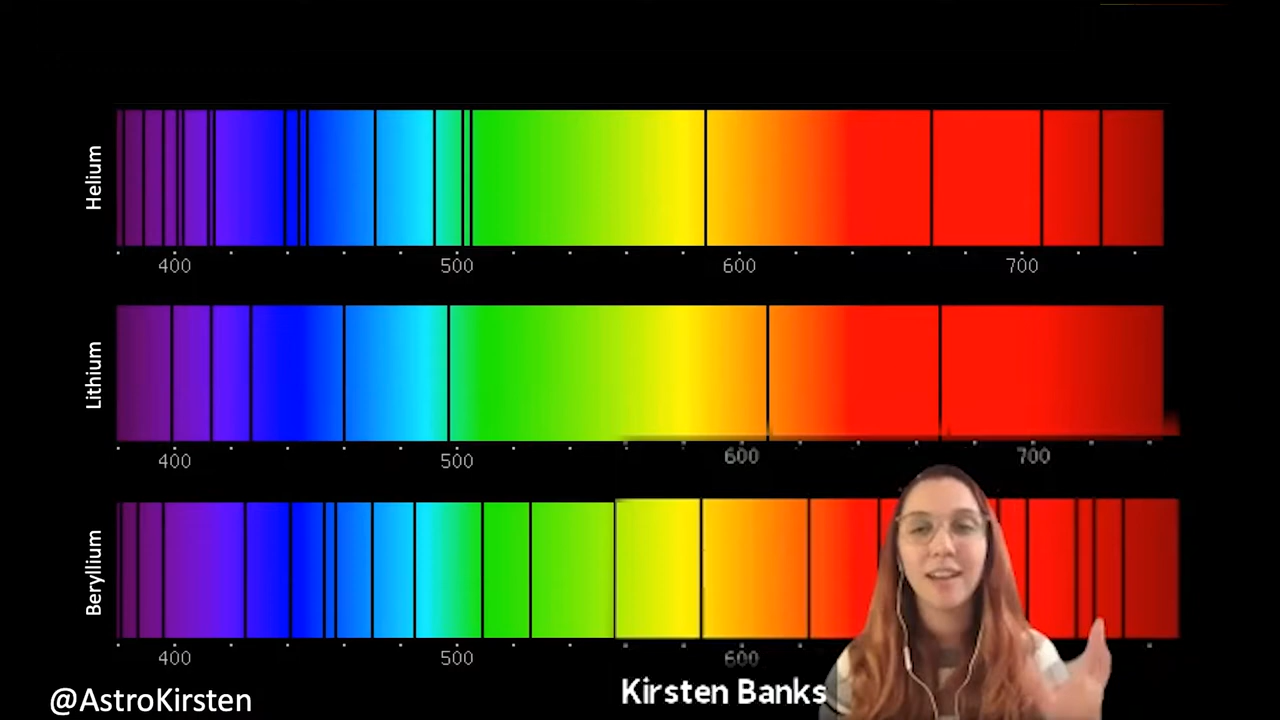 Helium
400 500 600 700
Lithium
400 500 600 700
Beryllium
400 500 600
@AstroKirsten
Kirsten Banks